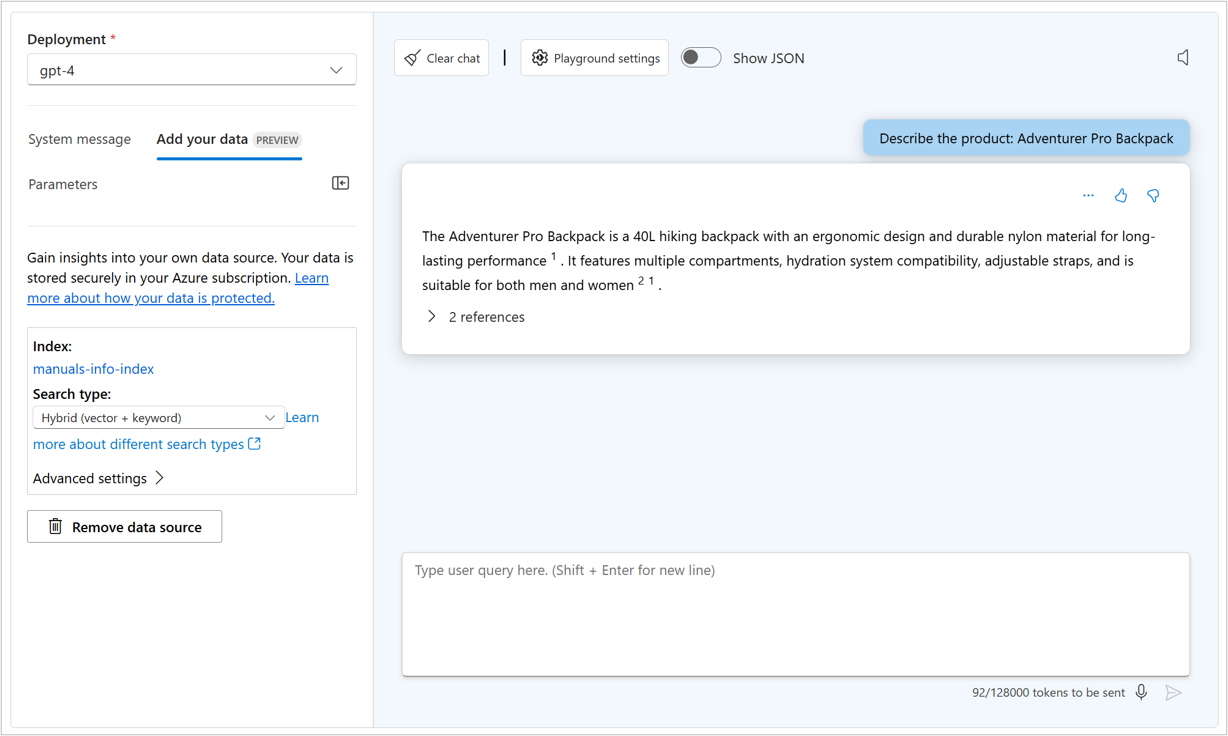 Deployment *
gpt-4
System message
Add your data PREVIEW
Parameters
Gain insights into your own data source. Your data is
stored securely in your Azure subscription. Learn
more about how your data is protected.
Index:
manuals-info-index
Search type:
Hybrid (vector + keyword) Learn
more about different search types
Advanced settings
Remove data source
Clear chat
Playground settings
Show JSON
Describe the product: Adventurer Pro Backpack
The Adventurer Pro Backpack is a 40L hiking backpack with an ergonomic design and durable nylon material for long-
lasting performance 1 . It features multiple compartments, hydration system compatibility, adjustable straps, and is
suitable for both men and women 2 1 .
2 references
Type user query here. (Shift + Enter for new line)
92/128000 tokens to be sent